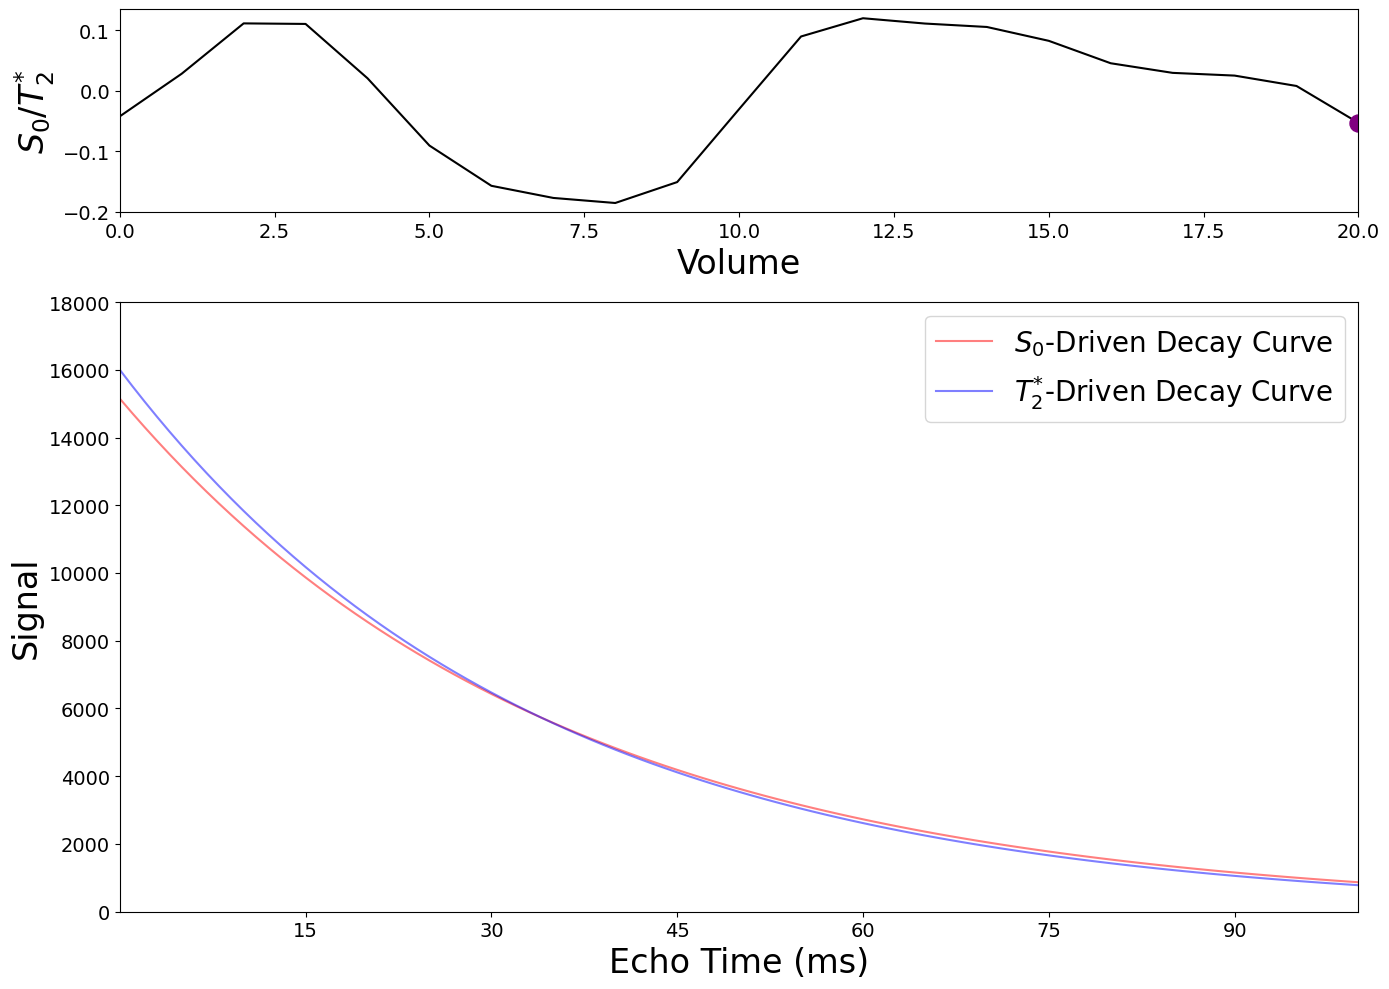 S₀/T₂*
0.1
0.0
−0.1
−0.2
0.0 2.5 5.0 7.5 10.0 12.5 15.0 17.5 20.0
Volume
18000
16000
14000
12000
10000
8000
6000
4000
2000
0
Signal
S₀-Driven Decay Curve
T₂*-Driven Decay Curve
15 30 45 60 75 90
Echo Time (ms)